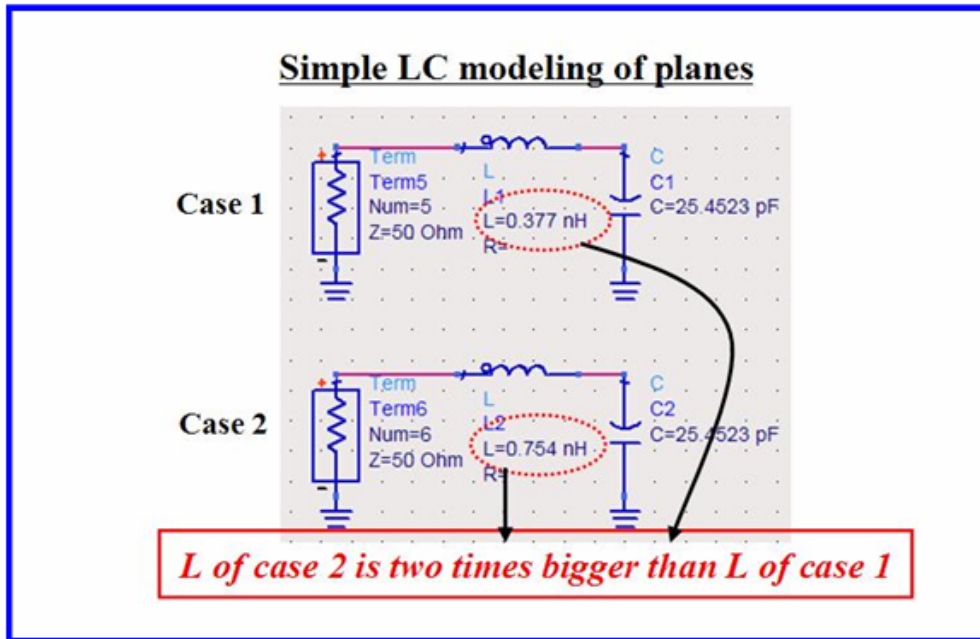 Simple LC modeling of planes
Case 1
+
Term
Term5
Num=5
Z=50 Ohm
-
L
L1
L=0.377 nH
R=
C
C1
C=25.4523 pF
Case 2
+
Term
Term6
Num=6
Z=50 Ohm
-
L
L2
L=0.754 nH
R=
C
C2
C=25.4523 pF
L of case 2 is two times bigger than L of case 1